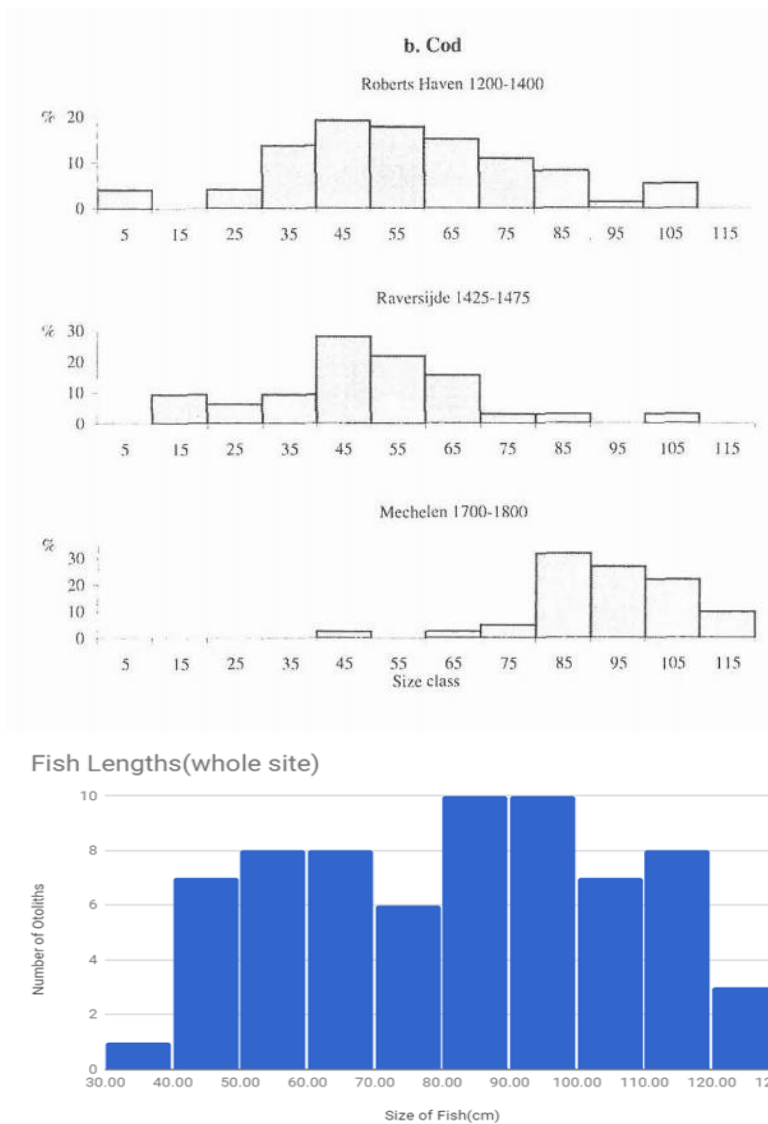 b. Cod
Roberts Haven 1200-1400
% 20
10
0
5 15 25 35 45 55 65 75 85 95 105 115
Raversijde 1425-1475
% 30
20
10
0
5 15 25 35 45 55 65 75 85 95 105 115
Mechelen 1700-1800
%
30
20
10
0
5 15 25 35 45 55 65 75 85 95 105 115
Size class
Fish Lengths(whole site)
10
8
6
4
2
0
Number of Otoliths
30.00 40.00 50.00 60.00 70.00 80.00 90.00 100.00 110.00 120.00
Size of Fish(cm)